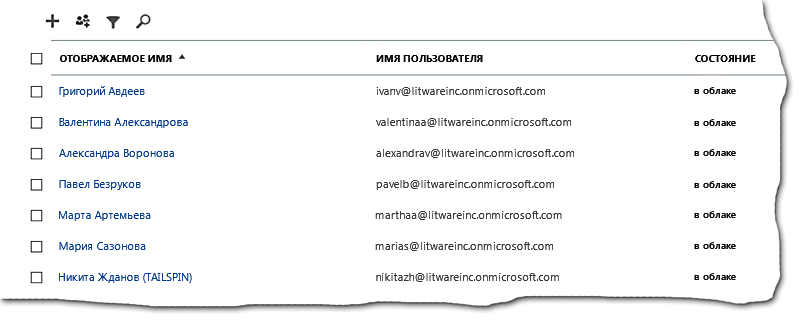 ОТОБРАЖАЕМОЕ ИМЯ ИМЯ ПОЛЬЗОВАТЕЛЯ СОСТОЯНИЕ
Григорий Авдеев ivanv@litwareinc.onmicrosoft.com в облаке
Валентина Александрова valentinaa@litwareinc.onmicrosoft.com в облаке
Александра Воронова alexandrav@litwareinc.onmicrosoft.com в облаке
Павел Безруков pavelb@litwareinc.onmicrosoft.com в облаке
Марта Артемьева marthaa@litwareinc.onmicrosoft.com в облаке
Мария Сазонова marias@litwareinc.onmicrosoft.com в облаке
Никита Жданов (TAILSPIN) nikitazh@litwareinc.onmicrosoft.com в облаке